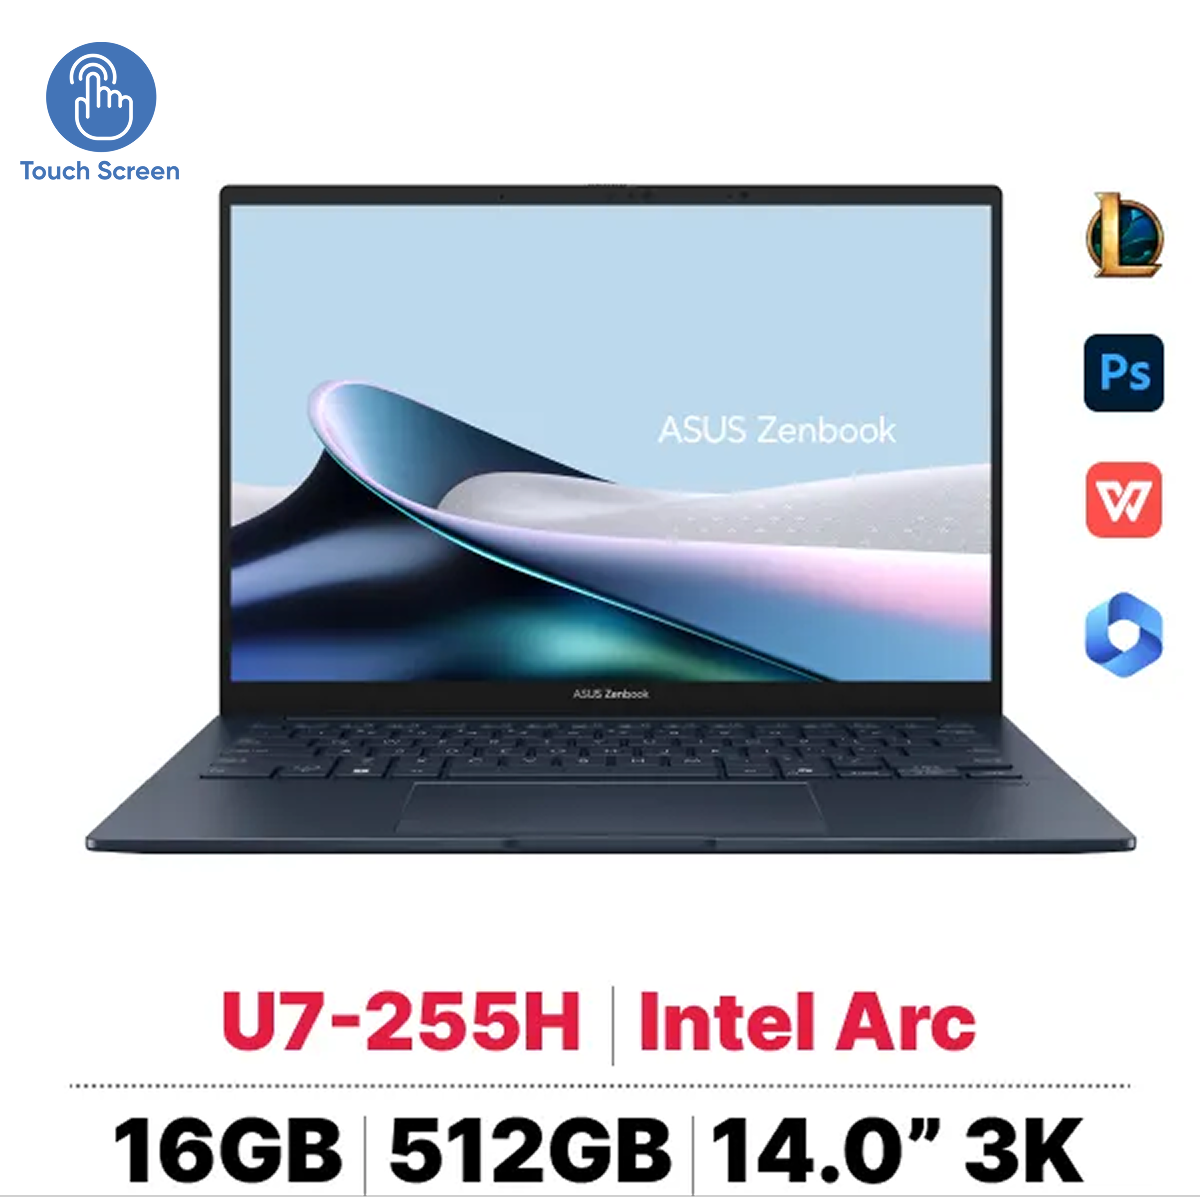 Touch Screen
ASUS Zenbook
Ps
ASUS Zenbook
U7-255H
Intel Arc
16GB
512GB
14.0” 3K